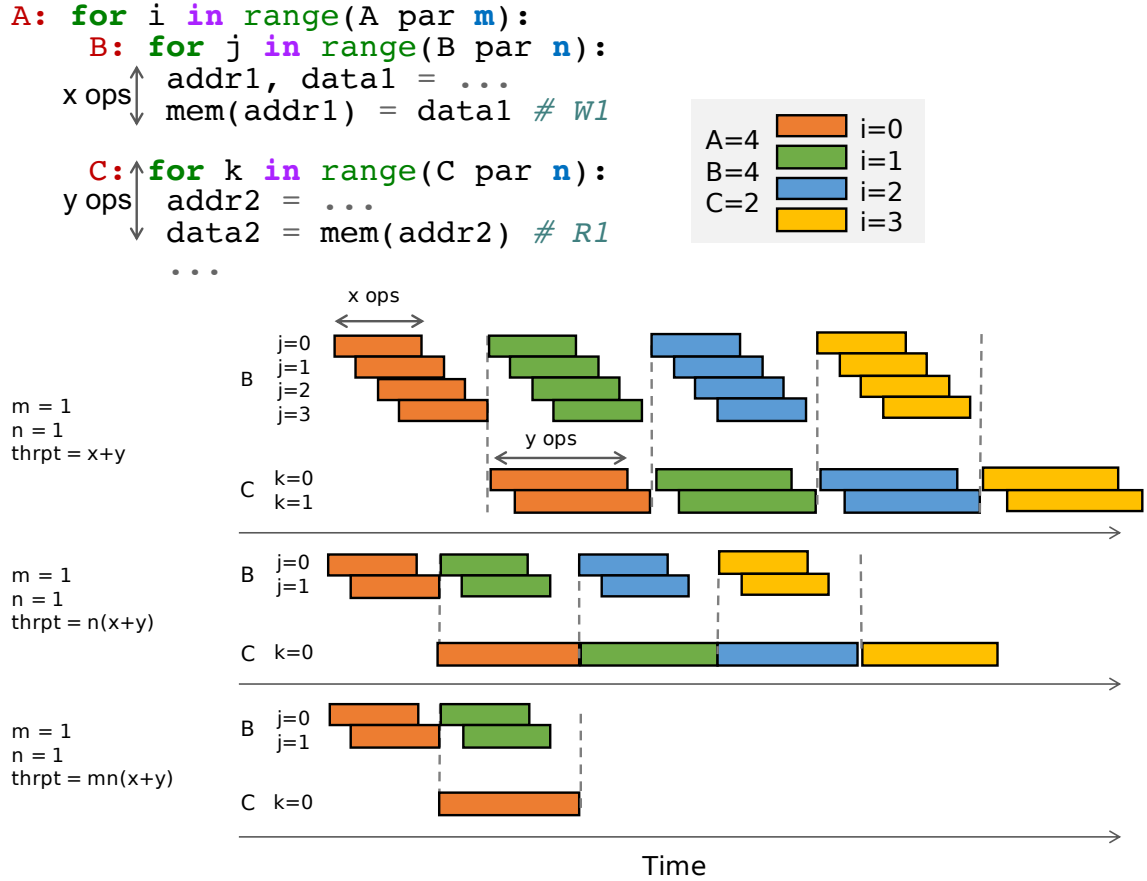 A: for i in range(A par m):
B: for j in range(B par n):
x ops
addr1, data1 = ...
mem(addr1) = data1 # W1
C: for k in range(C par n):
y ops
addr2 = ...
data2 = mem(addr2) # R1
...
A=4
B=4
C=2
i=0
i=1
i=2
i=3
x ops
m = 1
n = 1
thrpt = x+y
B
j=0
j=1
j=2
j=3
y ops
C
k=0
k=1
m = 1
n = 1
thrpt = n(x+y)
B
j=0
j=1
C k=0
m = 1
n = 1
thrpt = mn(x+y)
B
j=0
j=1
C k=0
Time